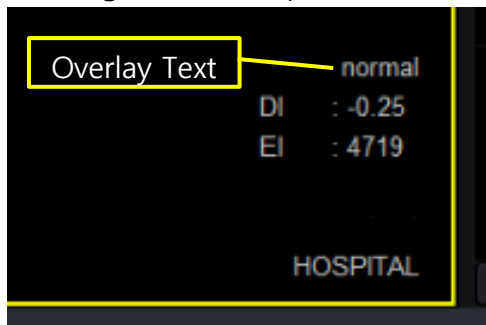 Overlay Text
normal
DI : -0.25
EI : 4719
HOSPITAL